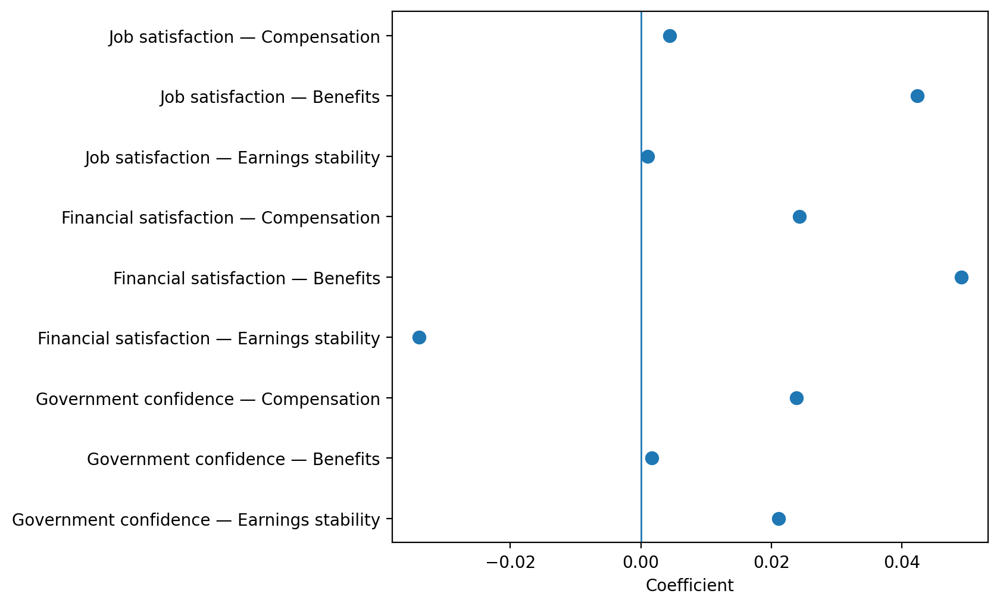 Job satisfaction — Compensation
Job satisfaction — Benefits
Job satisfaction — Earnings stability
Financial satisfaction — Compensation
Financial satisfaction — Benefits
Financial satisfaction — Earnings stability
Government confidence — Compensation
Government confidence — Benefits
Government confidence — Earnings stability
−0.02 0.00 0.02 0.04
Coefficient